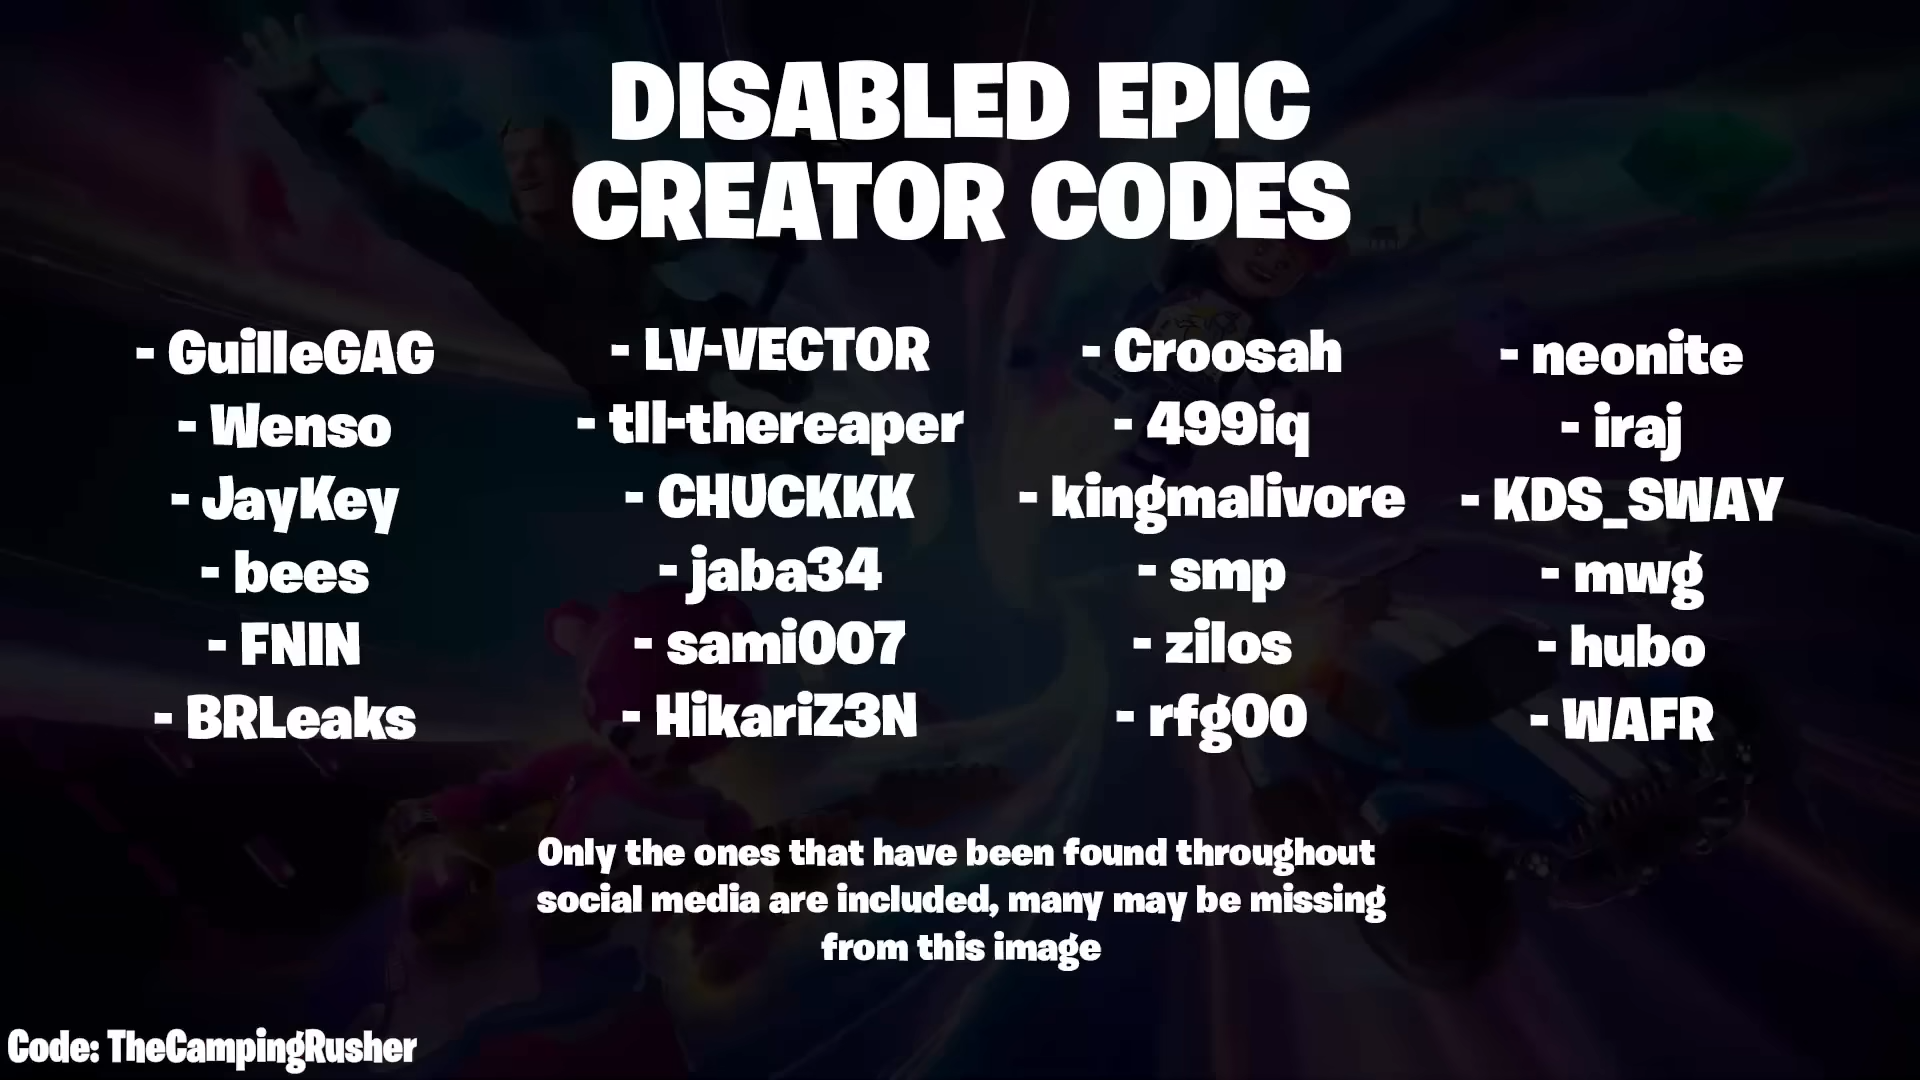 DISABLED EPIC
CREATOR CODES
- GuilleGAG
- Wenso
- JayKey
- bees
- FNIN
- BRLeaks
- LV-VECTOR
- tll-thereaper
- CHUCKKK
- jaba34
- sami007
- HikariZ3N
- Croosah
- 499iq
- kingmalivore
- smp
- zilos
- rfg00
- neonite
- iraj
- KDS_SWAY
- mwg
- hubo
- WAFR
Only the ones that have been found throughout
social media are included, many may be missing
from this image
Code: TheCampingRusher